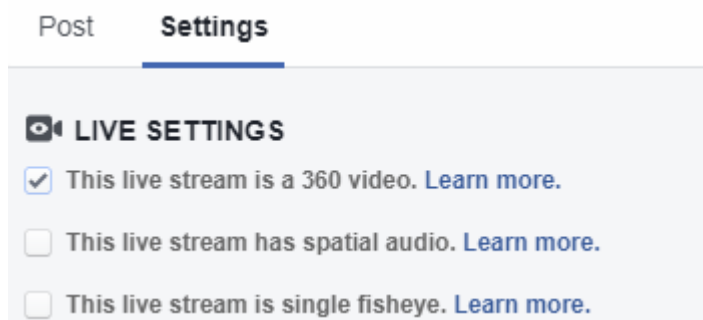 Post Settings
LIVE SETTINGS
This live stream is a 360 video. Learn more.
This live stream has spatial audio. Learn more.
This live stream is single fisheye. Learn more.